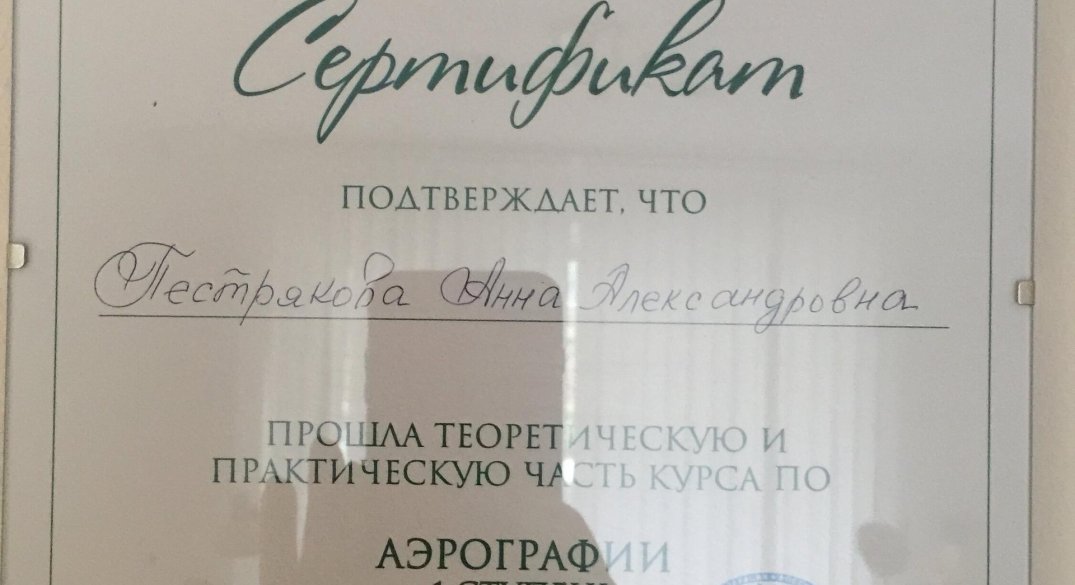 Сертификат
ПОДТВЕРЖДАЕТ, ЧТО
Пестрякова Анна Александровна
ПРОШЛА ТЕОРЕТИЧЕСКУЮ И
ПРАКТИЧЕСКУЮ ЧАСТЬ КУРСА ПО
АЭРОГРАФИИ